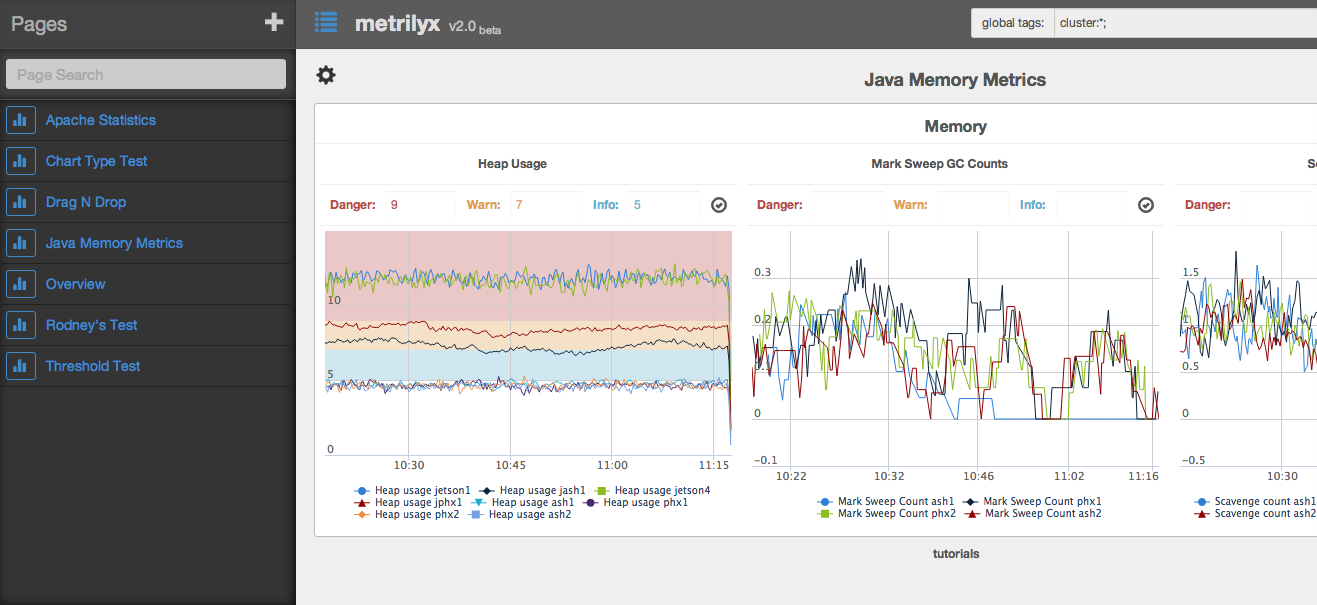 Pages +
metrilyx v2.0 beta
global tags: cluster:*;
Page Search
Apache Statistics
Chart Type Test
Drag N Drop
Java Memory Metrics
Overview
Rodney's Test
Threshold Test
Java Memory Metrics
Memory
Heap Usage
Danger: 9 Warn: 7 Info: 5
10
5
0
10:30 10:45 11:00 11:15
Heap usage jetson1 Heap usage jash1 Heap usage jetson4
Heap usage jphx1 Heap usage ash1 Heap usage phx1
Heap usage phx2 Heap usage ash2
Mark Sweep GC Counts
Danger: Warn: Info:
0.3
0.2
0.1
0
-0.1
10:22 10:32 10:46 11:02 11:16
Mark Sweep Count ash1 Mark Sweep Count phx1
Mark Sweep Count phx2 Mark Sweep Count ash2
Danger:
1.5
1
0.5
0
-0.5
10:30
Scavenge count ash1
Scavenge count ash2
tutorials